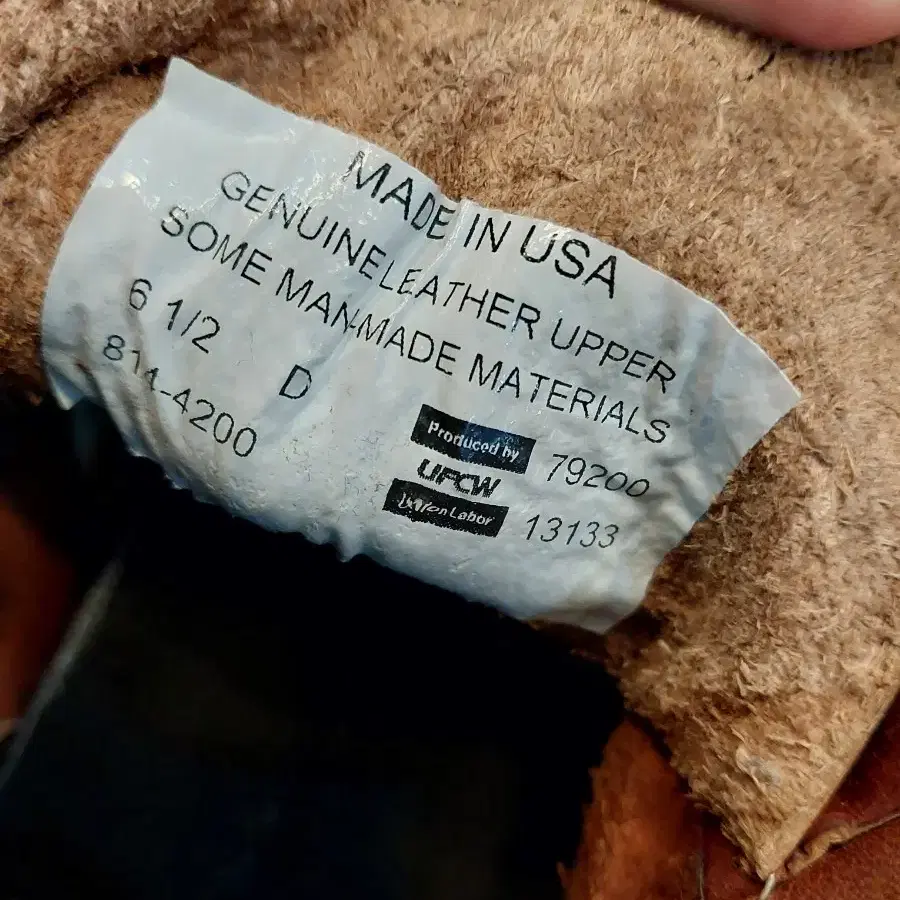 MADE IN USA
GENUINE LEATHER UPPER
SOME MAN-MADE MATERIALS
6 1/2 D
814-4200
Produced by 79200
UFCW
Union Labor 13133